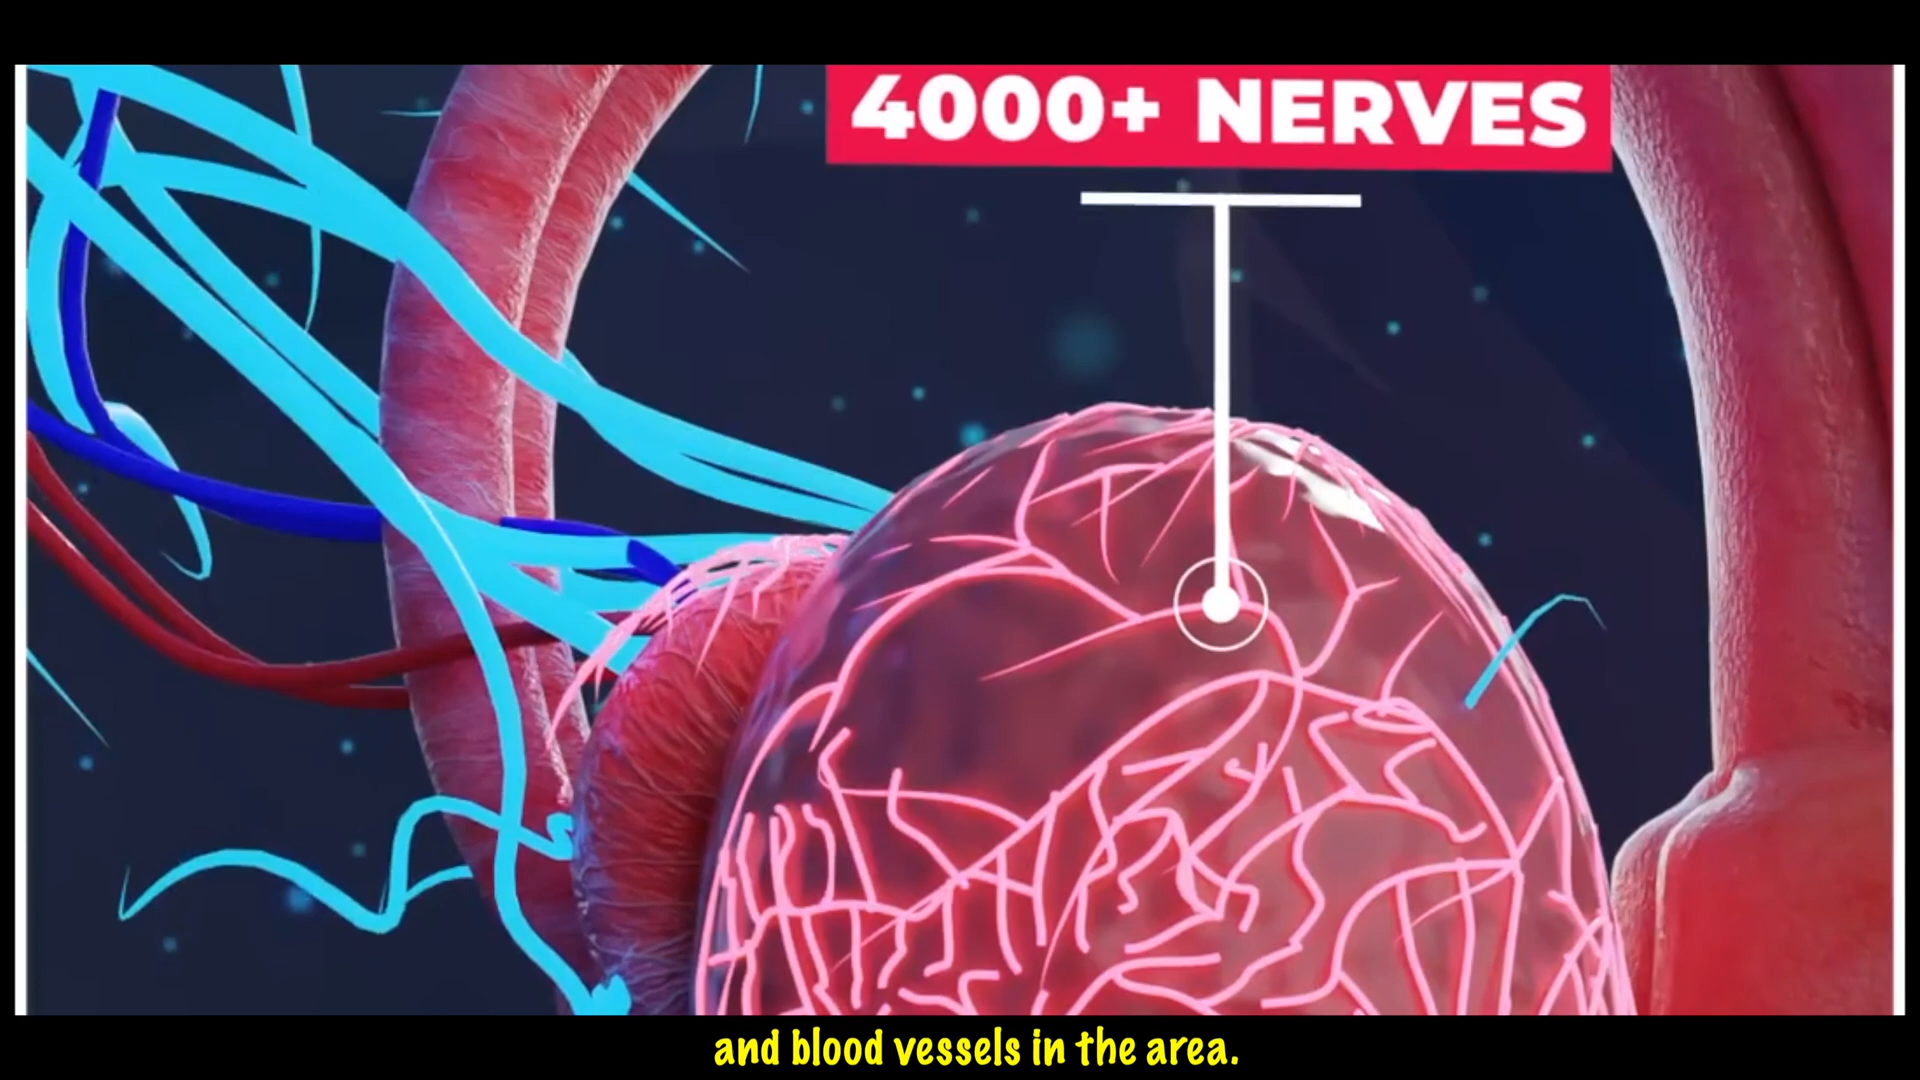 4000+ NERVES
and blood vessels in the area.